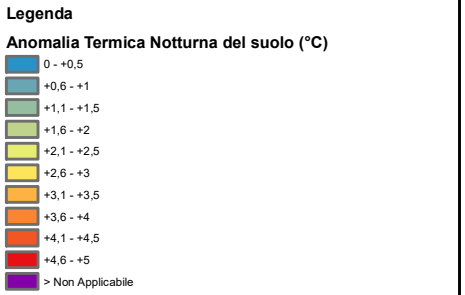 Legenda
Anomalia Termica Notturna del suolo (°C)
0 - +0,5
+0,6 - +1
+1,1 - +1,5
+1,6 - +2
+2,1 - +2,5
+2,6 - +3
+3,1 - +3,5
+3,6 - +4
+4,1 - +4,5
+4,6 - +5
> Non Applicabile